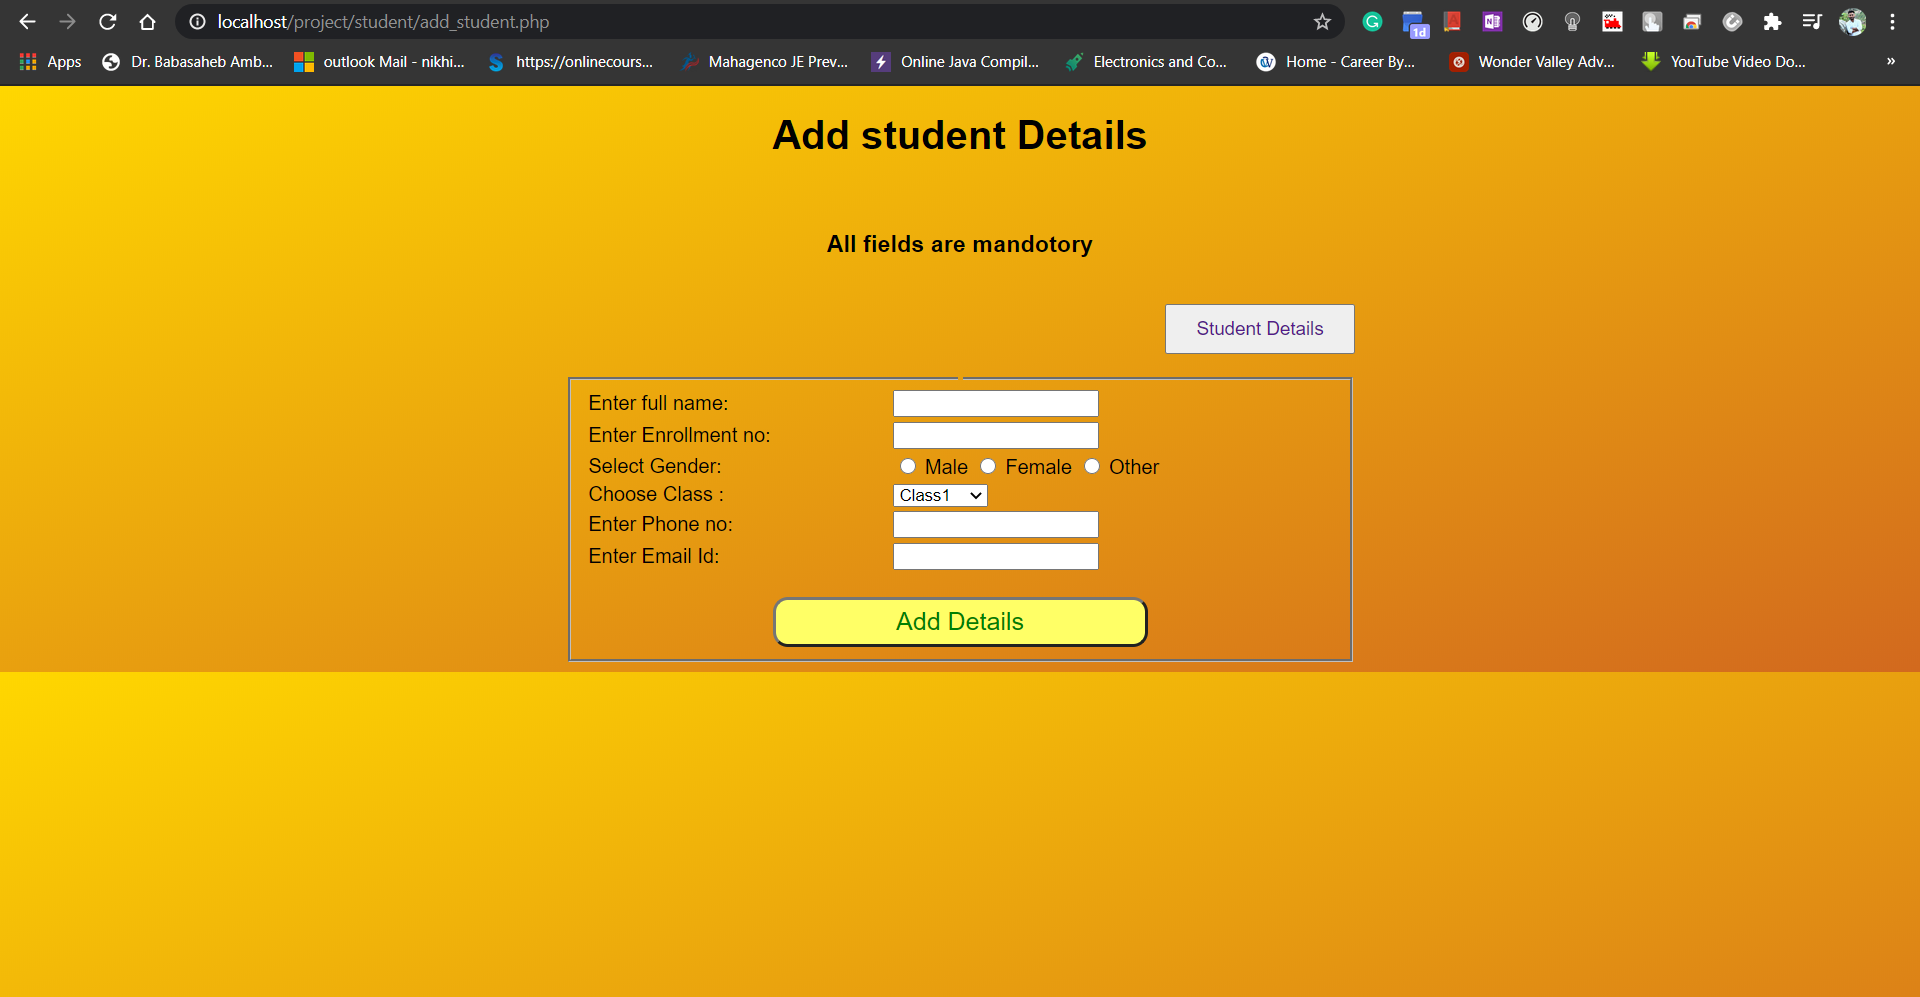 localhost/project/student/add_student.php
1d
Apps Dr. Babasaheb Amb... outlook Mail - nikhi... https://onlinecours... Mahagenco JE Prev... Online Java Compil... Electronics and Co... Home - Career By... Wonder Valley Adv... YouTube Video Do... »
Add student Details
All fields are mandotory
Student Details
Enter full name:
Enter Enrollment no:
Select Gender: Male Female Other
Choose Class : Class1
Enter Phone no:
Enter Email Id:
Add Details